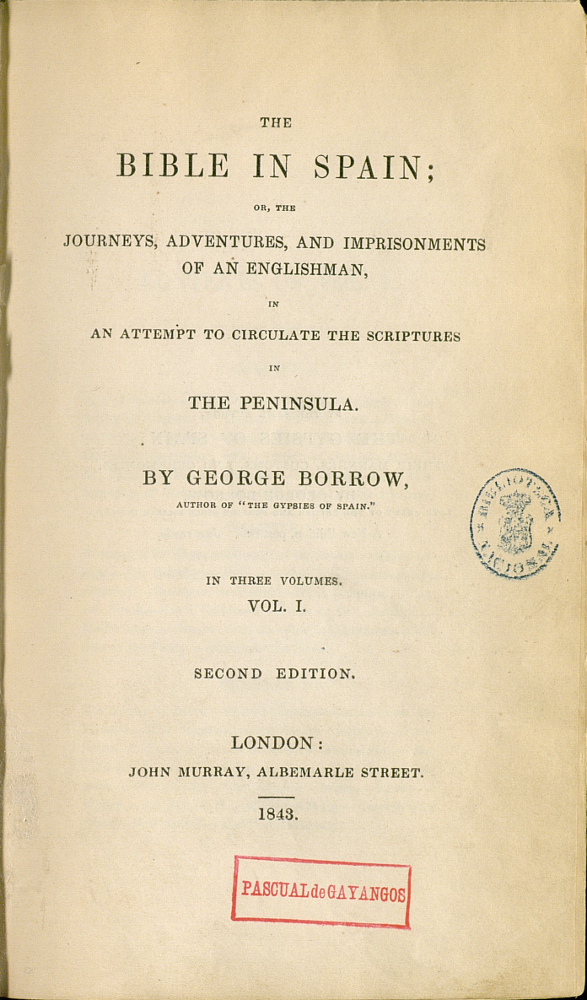 THE
BIBLE IN SPAIN;
OR, THE
JOURNEYS, ADVENTURES, AND IMPRISONMENTS
OF AN ENGLISHMAN,
IN
AN ATTEMPT TO CIRCULATE THE SCRIPTURES
IN
THE PENINSULA.
BY GEORGE BORROW,
AUTHOR OF "THE GYPSIES OF SPAIN."
BIBLIOTECA
NACIONAL
IN THREE VOLUMES.
VOL. I.
SECOND EDITION.
LONDON:
JOHN MURRAY, ALBEMARLE STREET.
1843.
PASCUAL de GAYANGOS